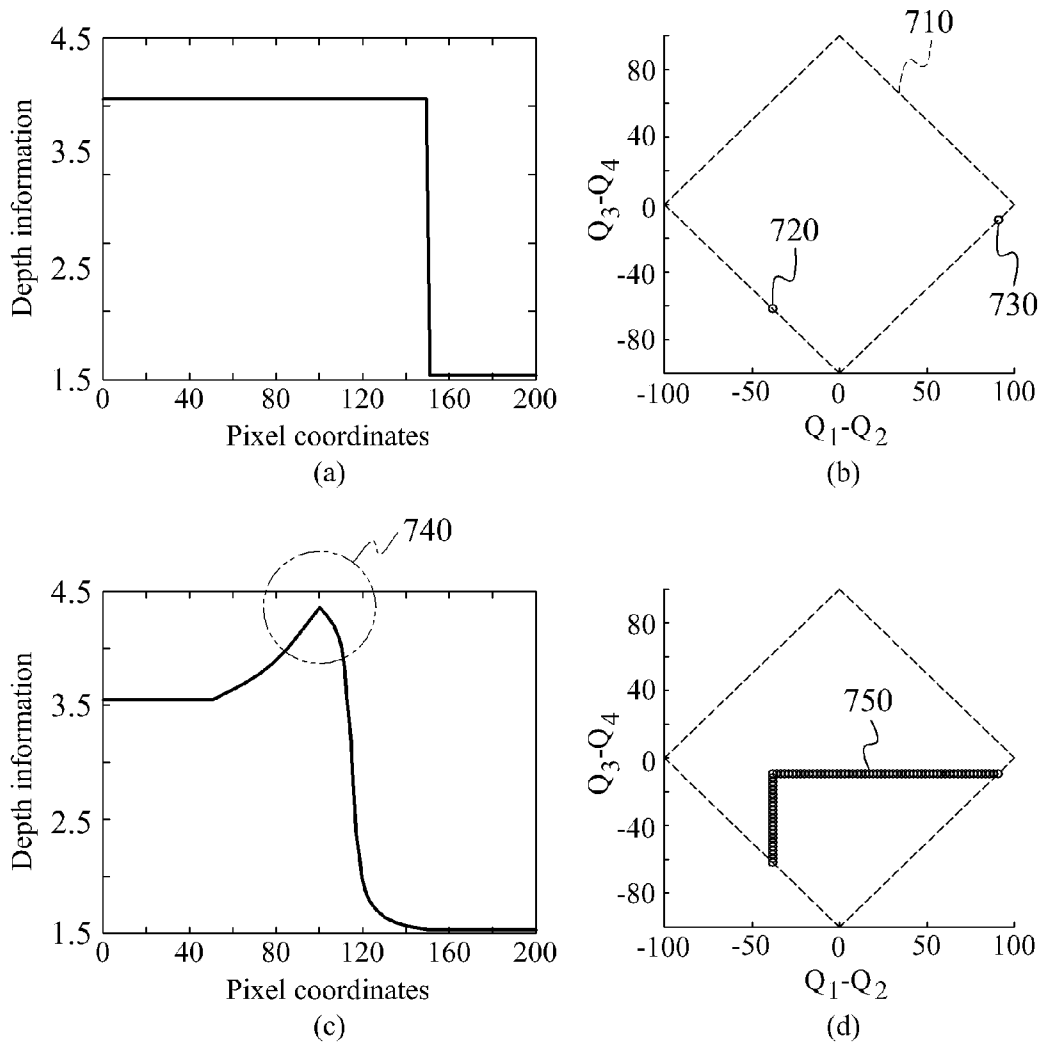 4.5
3.5
2.5
1.5
Depth information
0 40 80 120 160 200
Pixel coordinates
(a)
710
80
40
0
-40
-80
Q3-Q4
720
730
-100 -50 0 50 100
Q1-Q2
(b)
740
4.5
3.5
2.5
1.5
Depth information
0 40 80 120 160 200
Pixel coordinates
(c)
80
40
0
-40
-80
Q3-Q4
750
-100 -50 0 50 100
Q1-Q2
(d)